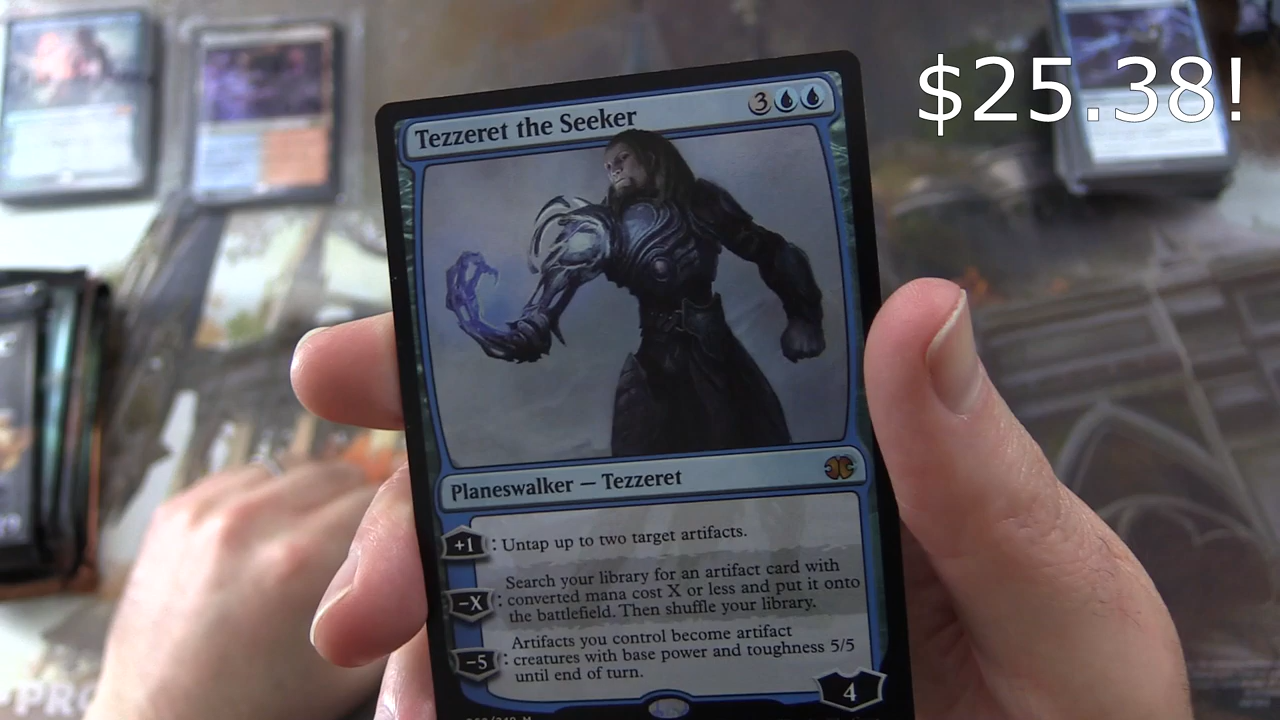 $25.38!
Tezzeret the Seeker
3
Planeswalker — Tezzeret
+1 : Untap up to two target artifacts.
Search your library for an artifact card with
-X : converted mana cost X or less and put it onto
the battlefield. Then shuffle your library.
Artifacts you control become artifact
-5 : creatures with base power and toughness 5/5
until end of turn.
4
PRO